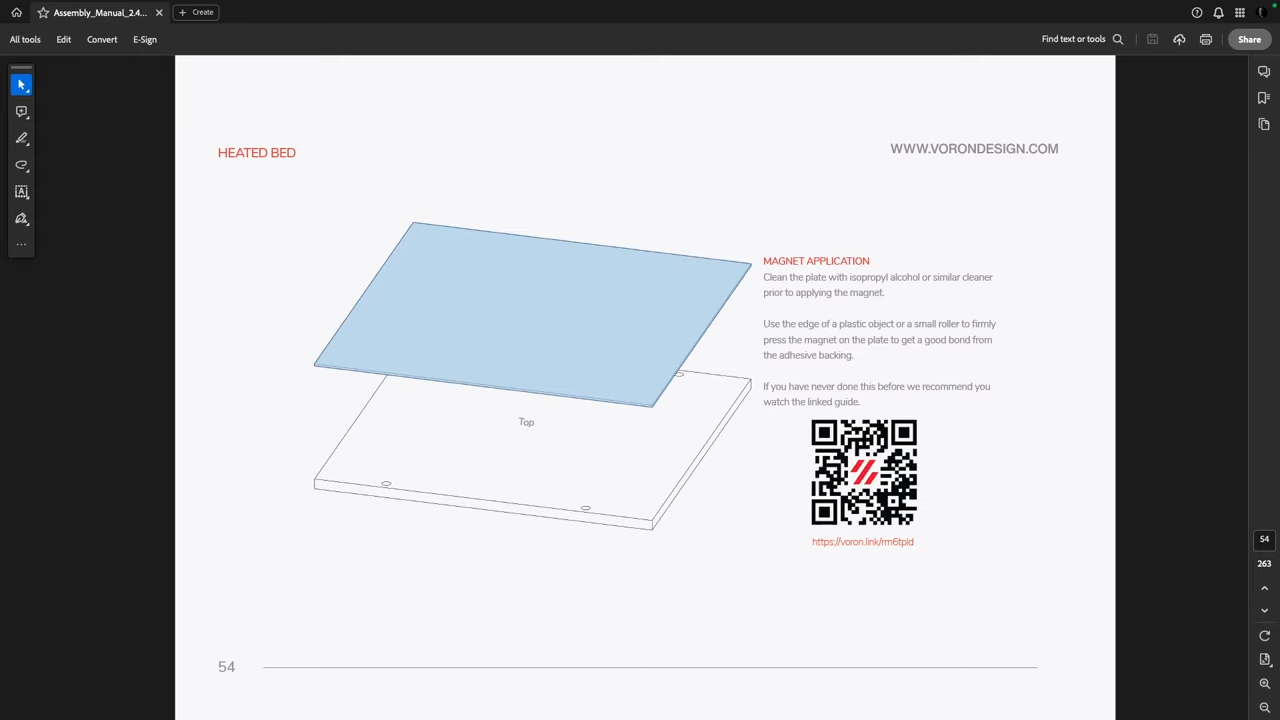 Assembly_Manual_2.4...
Create
All tools
Edit
Convert
E-Sign
Find text or tools
Share
HEATED BED
WWW.VORONDESIGN.COM
MAGNET APPLICATION
Clean the plate with isopropyl alcohol or similar cleaner
prior to applying the magnet.
Use the edge of a plastic object or a small roller to firmly
press the magnet on the plate to get a good bond from
the adhesive backing.
If you have never done this before we recommend you
watch the linked guide.
Top
https://voron.link/rm6tpld
54
263
54